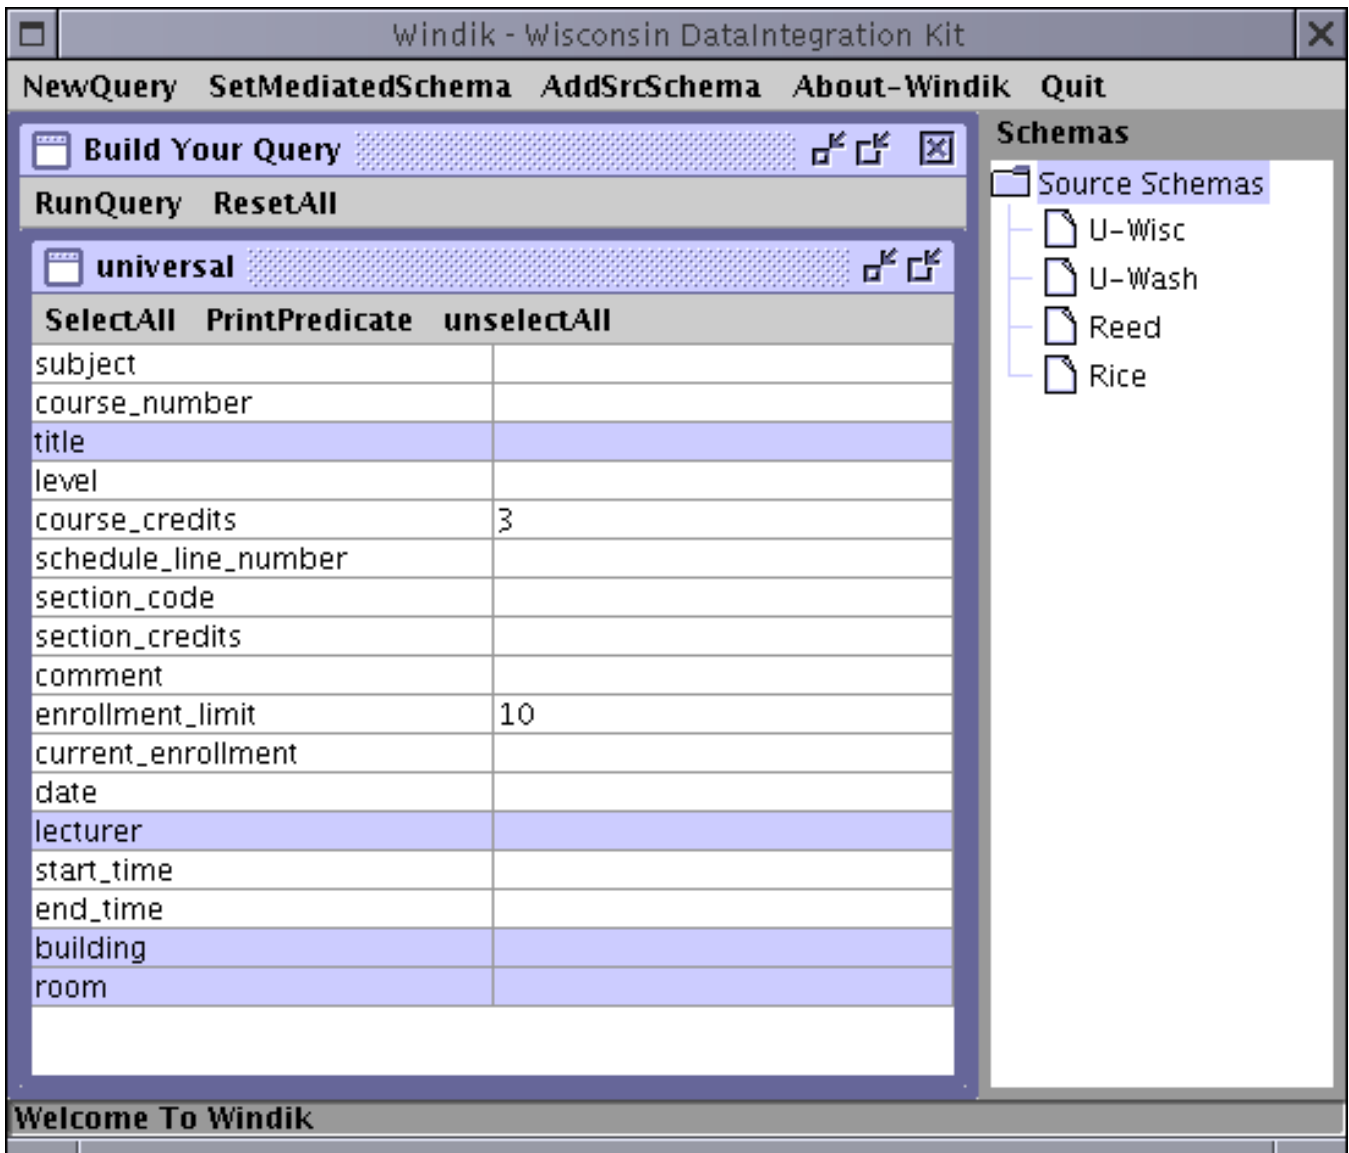 Windik - Wisconsin DataIntegration Kit
NewQuery SetMediatedSchema AddSrcSchema About-Windik Quit
Build Your Query
RunQuery ResetAll
universal
SelectAll PrintPredicate unselectAll
subject
course_number
title
level
course_credits 3
schedule_line_number
section_code
section_credits
comment
enrollment_limit 10
current_enrollment
date
lecturer
start_time
end_time
building
room
Schemas
Source Schemas
U-Wisc
U-Wash
Reed
Rice
Welcome To Windik